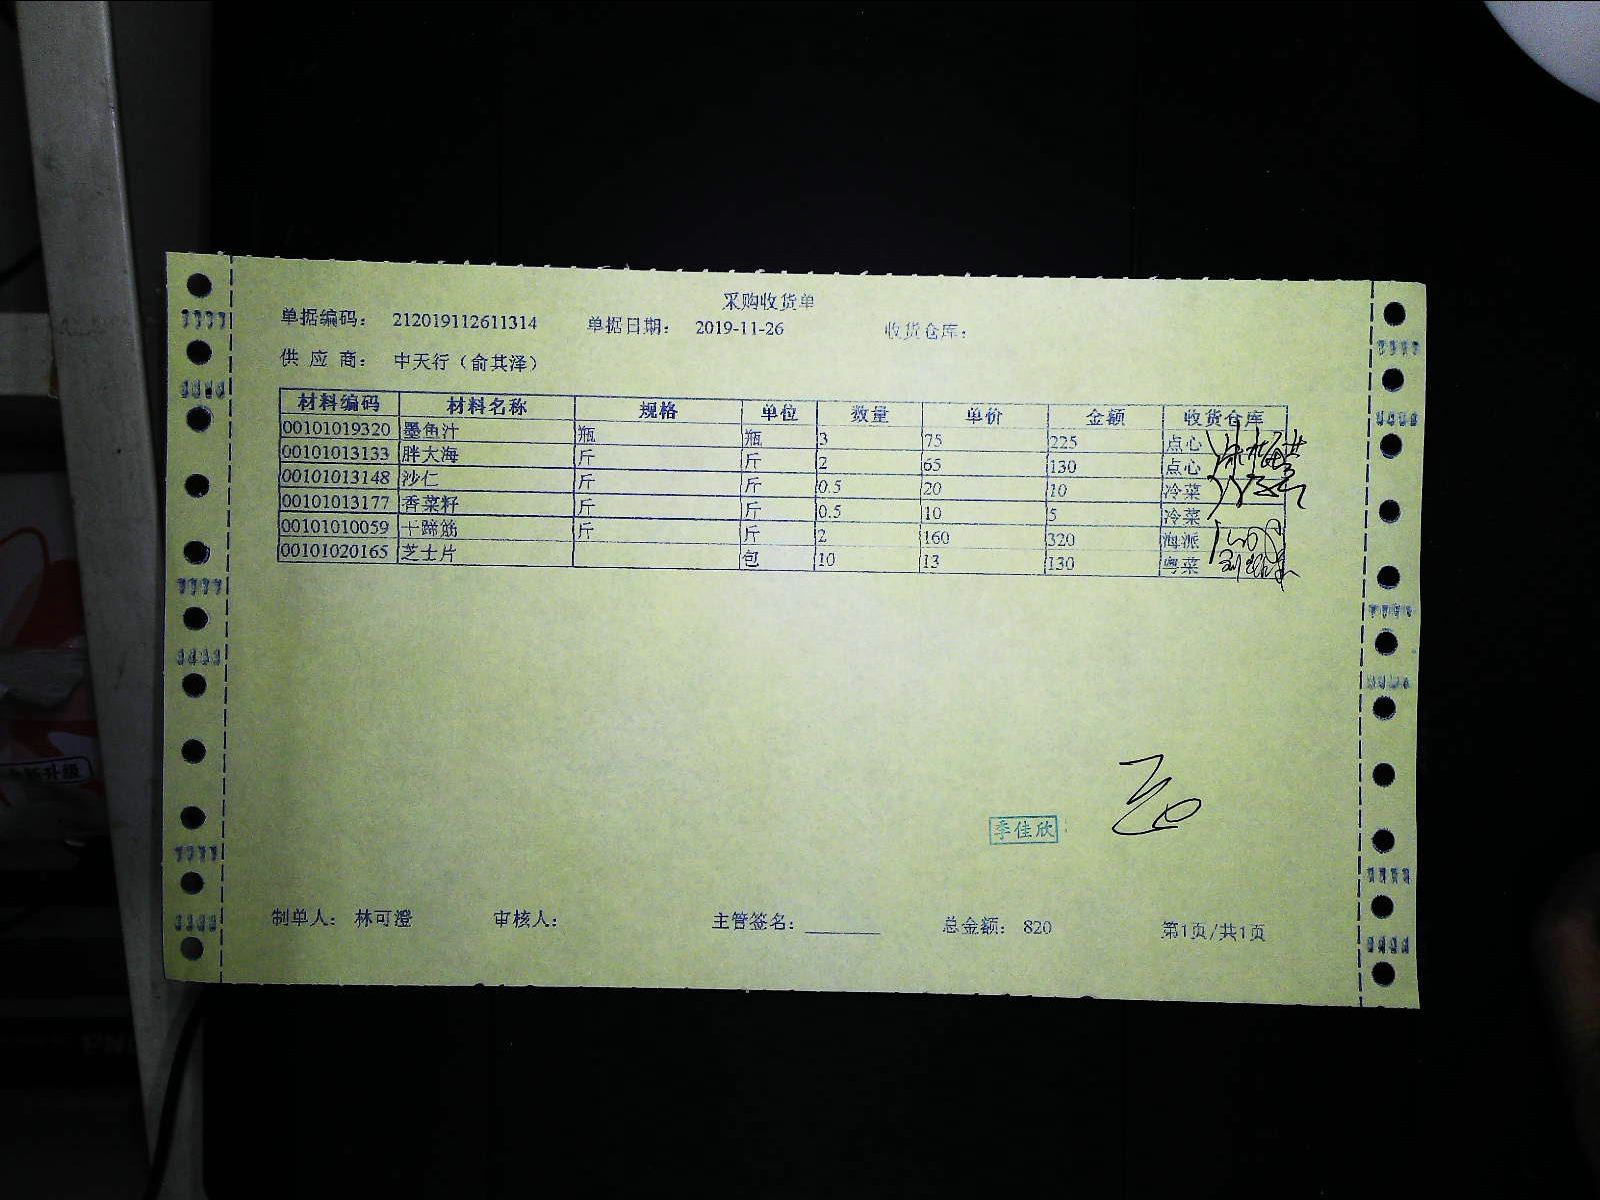 采购收货单
单据编码： 212019112611314 单据日期： 2019-11-26 收货仓库：
供 应 商： 中天行（俞其泽）
材料编码 材料名称 规格 单位 数量 单价 金额 收货仓库
00101019320 墨鱼汁 瓶 瓶 3 75 225 点心
00101013133 胖大海 斤 斤 2 65 130 点心
00101013148 沙仁 斤 斤 0.5 20 10 冷菜
00101013177 香菜籽 斤 斤 0.5 10 5 冷菜
00101010059 干蹄筋 斤 斤 2 160 320 海派
00101020165 芝士片 包 10 13 130 粤菜
季佳欣
制单人： 林可澄 审核人： 主管签名： 总金额： 820 第1页/共1页
升级